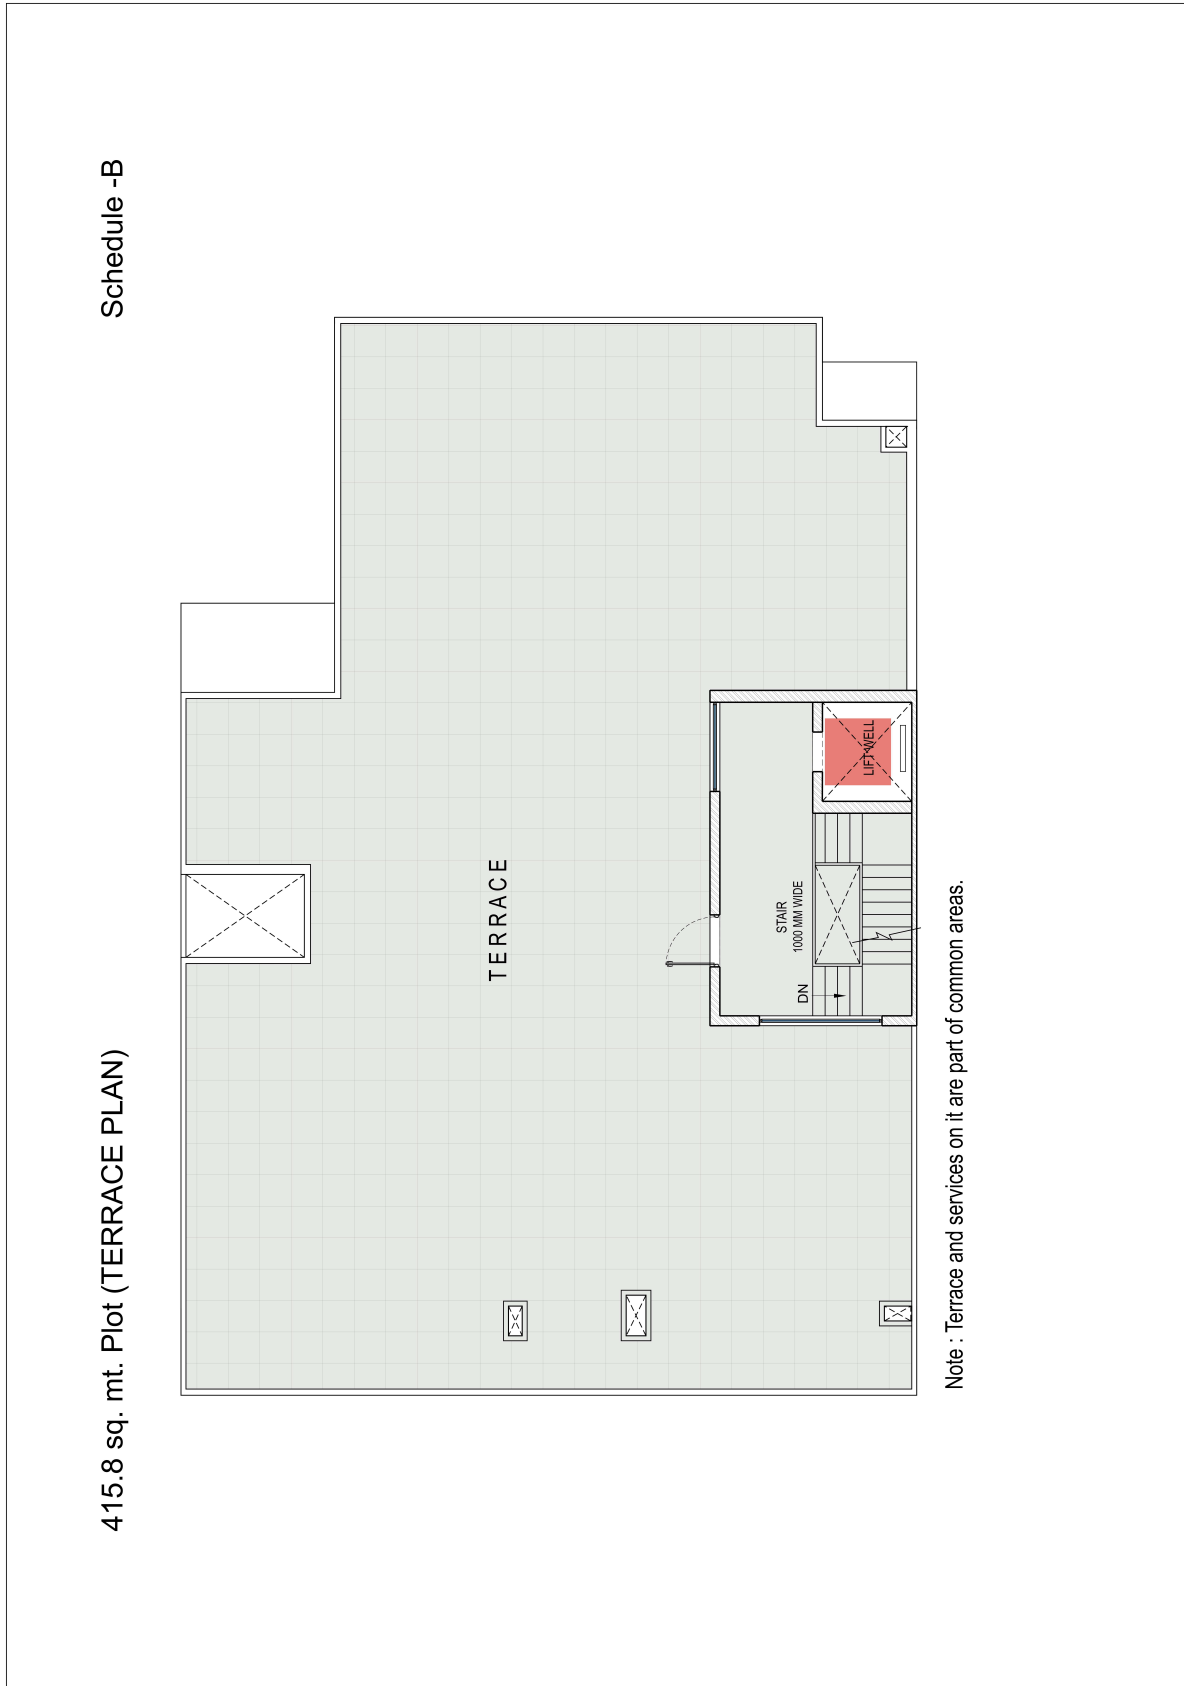 415.8 sq. mt. Plot (TERRACE PLAN)
Schedule -B
TERRACE
STAIR
1000 MM WIDE
DN
LIFT WELL
Note : Terrace and services on it are part of common areas.